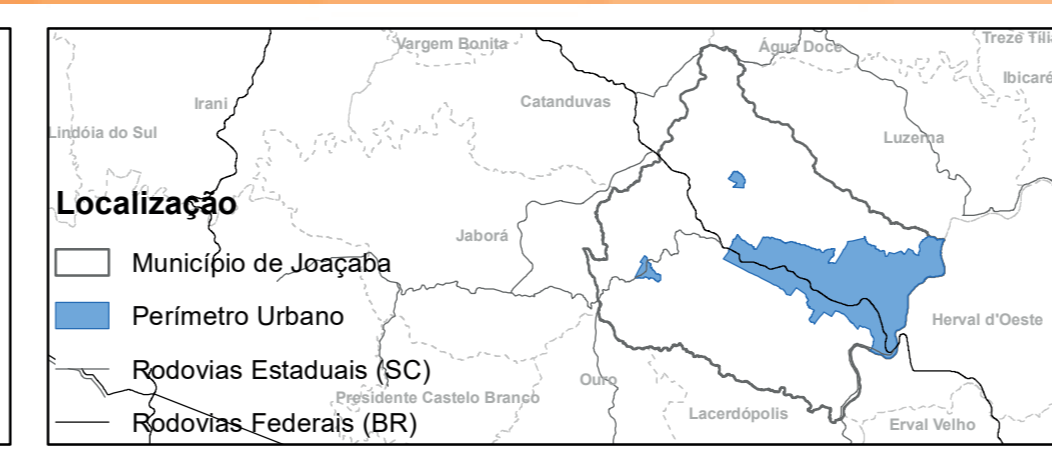 Vargem Bonita
Água Doce
Treze Tíli
Irani
Catanduvas
Ibicaré
Lindóia do Sul
Luzerna
Localização
Jaborá
Município de Joaçaba
Perímetro Urbano
Herval d'Oeste
Rodovias Estaduais (SC)
Ouro
Presidente Castelo Branco
Lacerdópolis
Rodovias Federais (BR)
Erval Velho